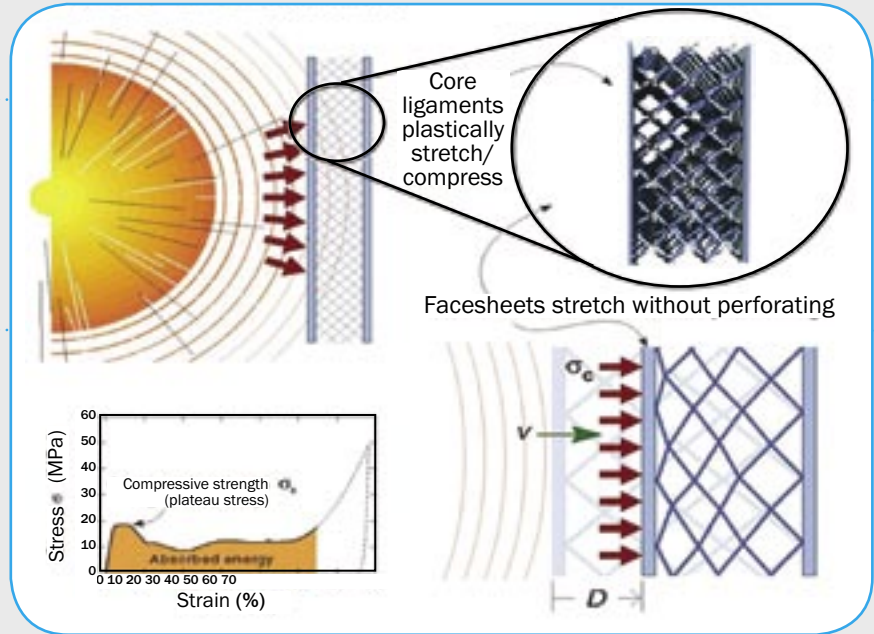 Core
ligaments
plastically
stretch/
compress
Facesheets stretch without perforating
σc
v
D
60
50
40
30
20
10
0
Stress (MPa)
Compressive strength σc
(plateau stress)
Absorbed energy
0 10 20 30 40 50 60 70
Strain (%)